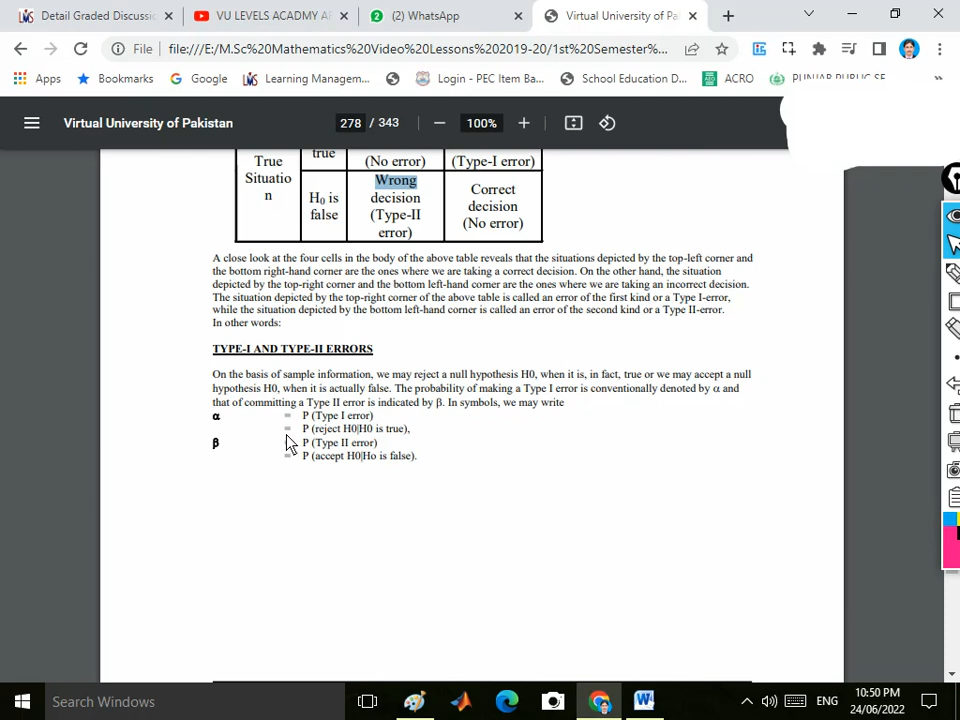 Detail Graded Discussi
VU LEVELS ACADMY A
(2) WhatsApp
Virtual University of Pa
File
file:///E:/M.Sc%20Mathematics%20Video%20Lessons%202019-20/1st%20Semester%...
Apps
Bookmarks
Google
Learning Managem...
Login - PEC Item Ba...
School Education D...
ACRO
PUNJAB PUBLIC SE
»
Virtual University of Pakistan
278 / 343
100%
True
Situatio
n
true
(No error)
(Type-I error)
H0 is
false
Wrong
decision
(Type-II
error)
Correct
decision
(No error)
A close look at the four cells in the body of the above table reveals that the situations depicted by the top-left corner and
the bottom right-hand corner are the ones where we are taking a correct decision. On the other hand, the situation
depicted by the top-right corner and the bottom left-hand corner are the ones where we are taking an incorrect decision.
The situation depicted by the top-right corner of the above table is called an error of the first kind or a Type I-error,
while the situation depicted by the bottom left-hand corner is called an error of the second kind or a Type II-error.
In other words:
TYPE-I AND TYPE-II ERRORS
On the basis of sample information, we may reject a null hypothesis H0, when it is, in fact, true or we may accept a null
hypothesis H0, when it is actually false. The probability of making a Type I error is conventionally denoted by α and
that of committing a Type II error is indicated by β. In symbols, we may write
α = P (Type I error)
= P (reject H0|H0 is true),
β P (Type II error)
= P (accept H0|Ho is false).
Search Windows
ENG
10:50 PM
24/06/2022